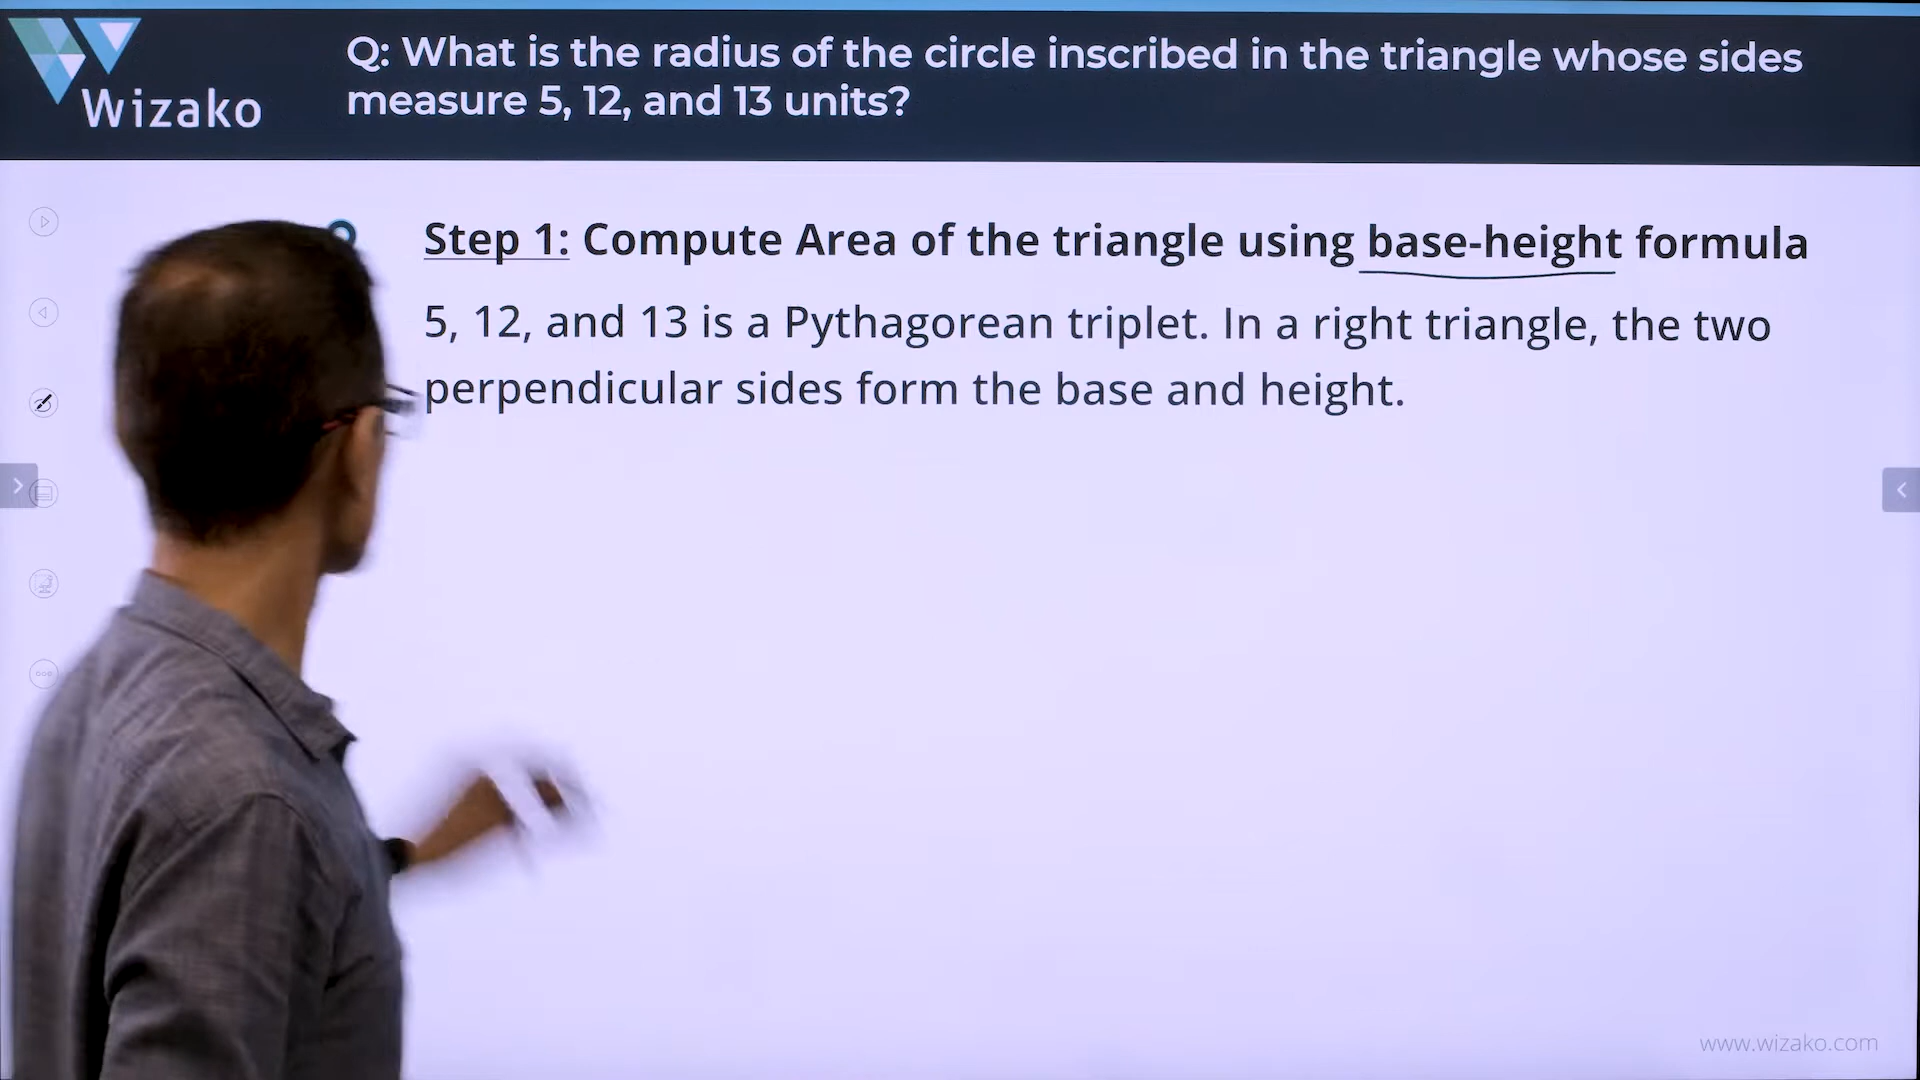 Wizako
Q: What is the radius of the circle inscribed in the triangle whose sides
measure 5, 12, and 13 units?
Step 1: Compute Area of the triangle using base-height formula
5, 12, and 13 is a Pythagorean triplet. In a right triangle, the two
perpendicular sides form the base and height.
www.wizako.com